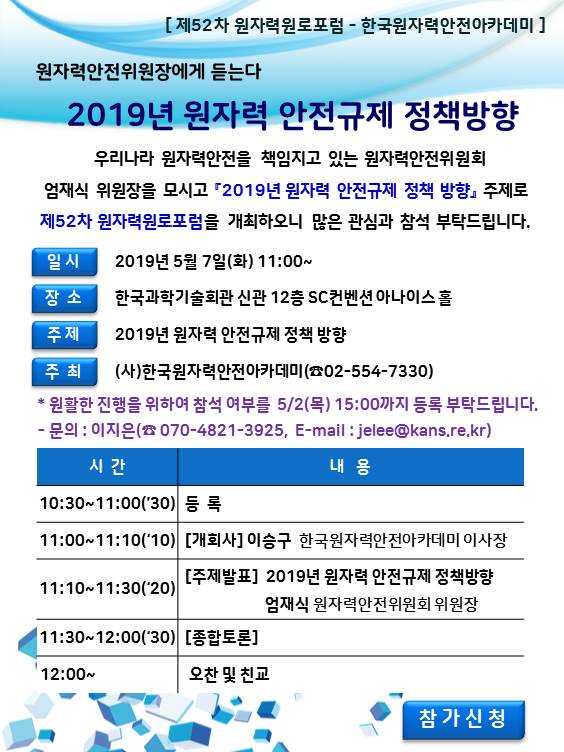 [ 제52차 원자력원로포럼 - 한국원자력안전아카데미 ]
원자력안전위원장에게 듣는다
2019년 원자력 안전규제 정책방향
우리나라 원자력안전을 책임지고 있는 원자력안전위원회
엄재식 위원장을 모시고 『2019년 원자력 안전규제 정책 방향』 주제로
제52차 원자력원로포럼을 개최하오니 많은 관심과 참석 부탁드립니다.
일 시 2019년 5월 7일(화) 11:00~
장 소 한국과학기술회관 신관 12층 SC컨벤션 아나이스 홀
주 제 2019년 원자력 안전규제 정책 방향
주 최 (사)한국원자력안전아카데미(☎02-554-7330)
* 원활한 진행을 위하여 참석 여부를 5/2(목) 15:00까지 등록 부탁드립니다.
- 문의 : 이지은(☎ 070-4821-3925, E-mail : jelee@kans.re.kr)
시 간 내 용
10:30~11:00('30) 등 록
11:00~11:10('10) [개회사] 이승구 한국원자력안전아카데미 이사장
11:10~11:30('20) [주제발표] 2019년 원자력 안전규제 정책방향
엄재식 원자력안전위원회 위원장
11:30~12:00('30) [종합토론]
12:00~ 오찬 및 친교
참 가 신 청